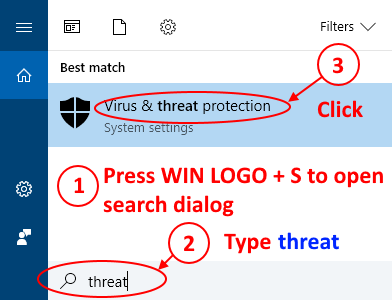 Filters
Best match
3
Virus & threat protection
System settings
Click
1
Press WIN LOGO + S to open
search dialog
2
Type threat
threat